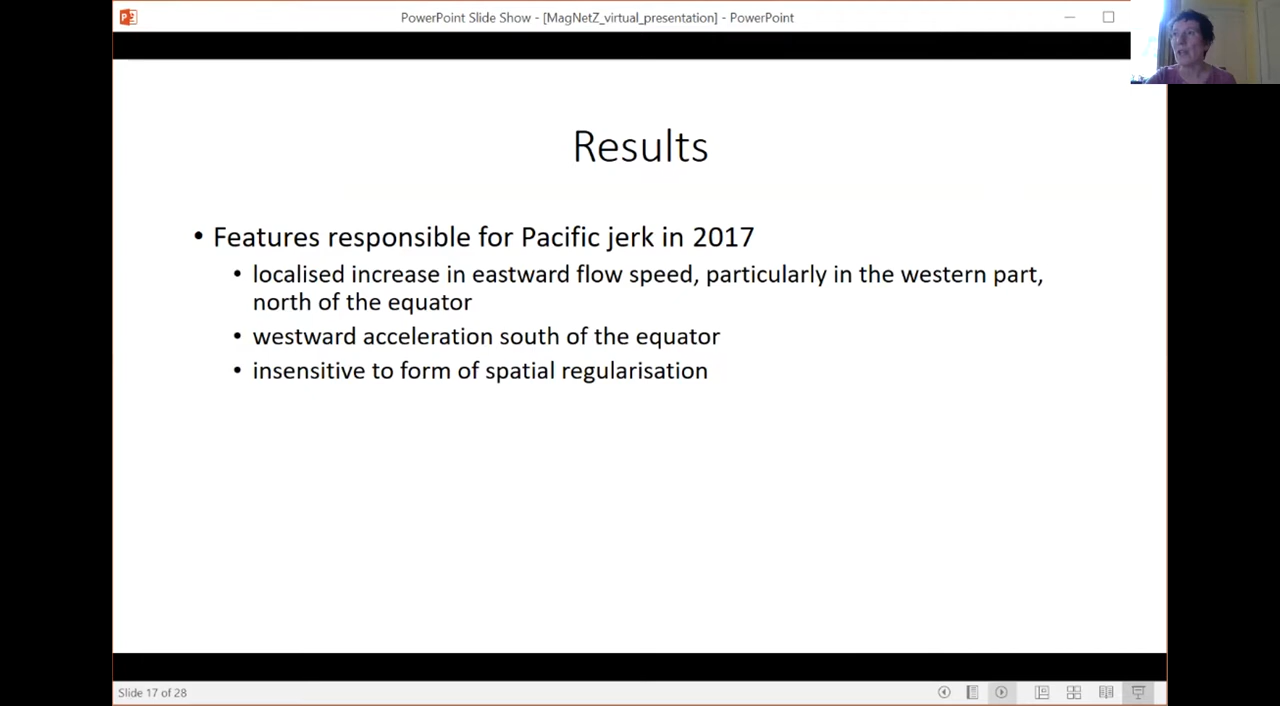 PowerPoint Slide Show - [MagNetZ_virtual_presentation] - PowerPoint
Results
• Features responsible for Pacific jerk in 2017
• localised increase in eastward flow speed, particularly in the western part,
north of the equator
• westward acceleration south of the equator
• insensitive to form of spatial regularisation
Slide 17 of 28